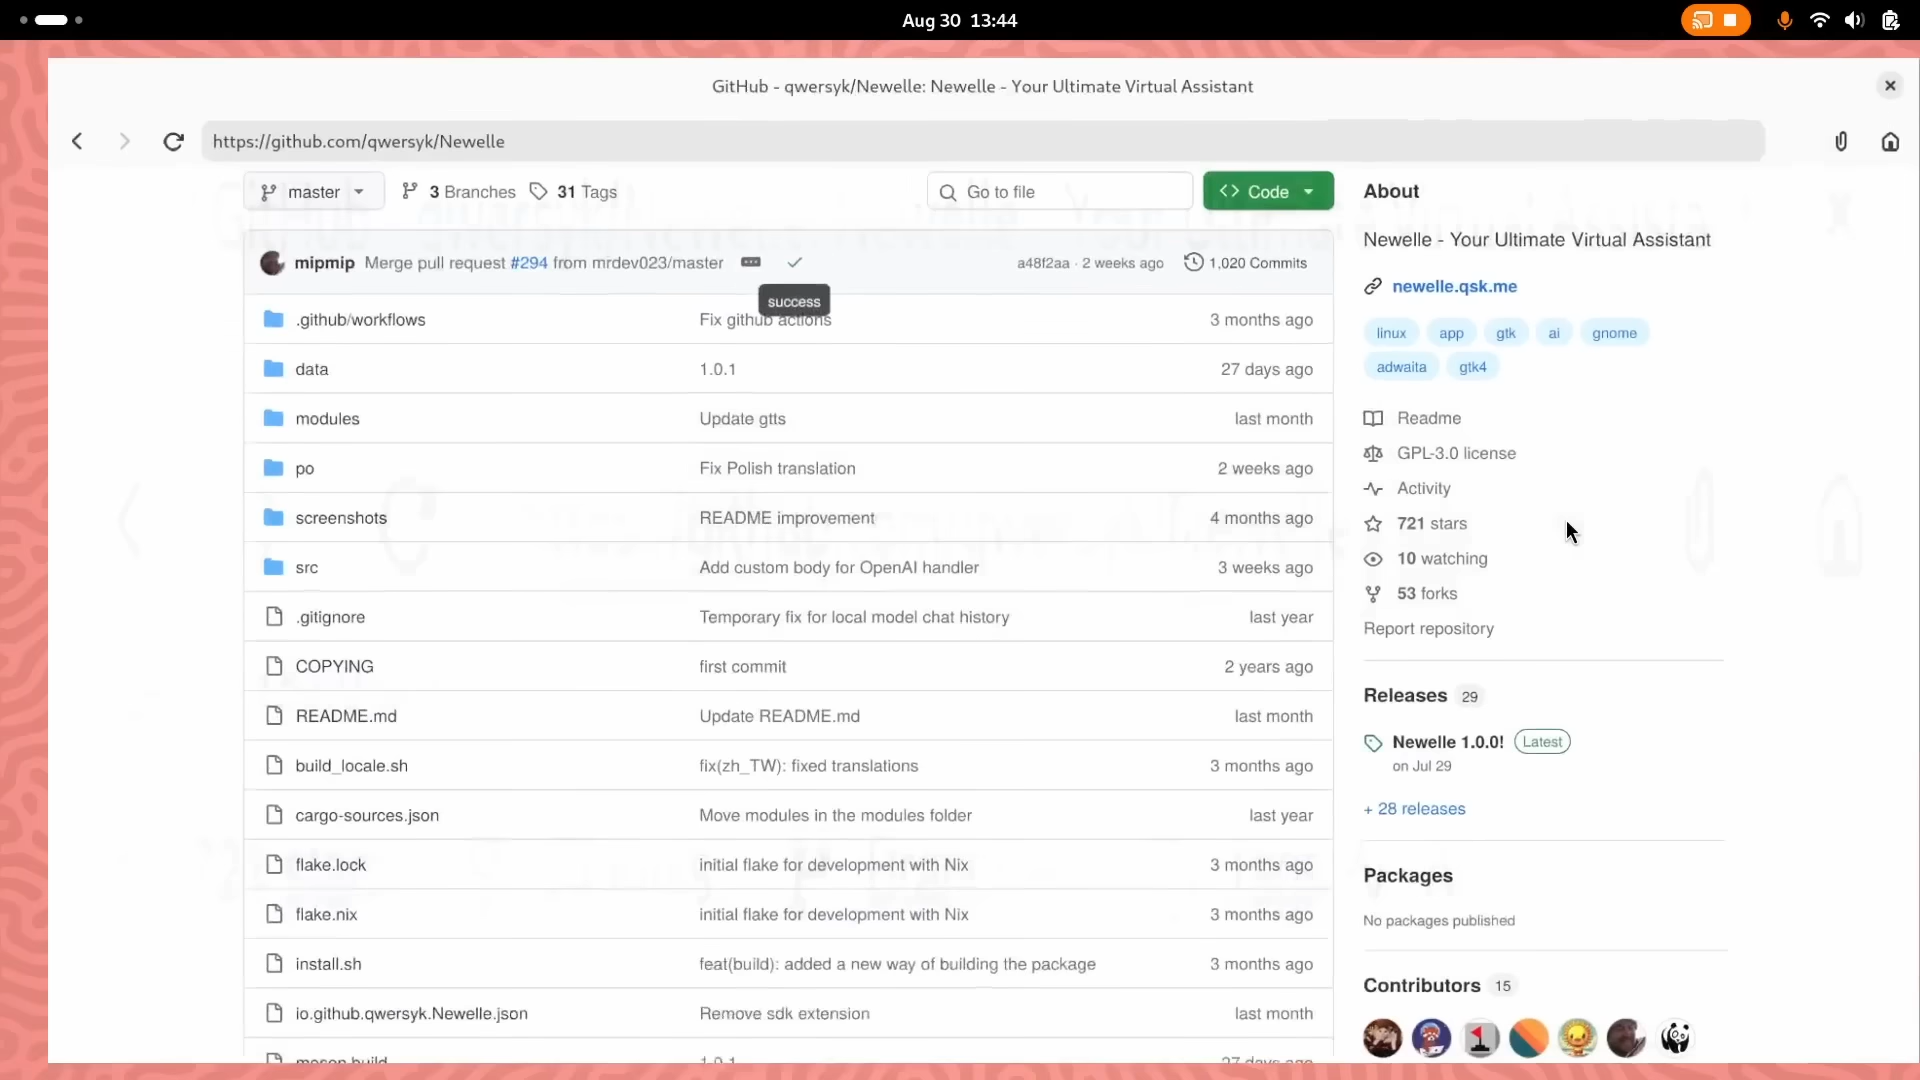 Aug 30 13:44
GitHub - qwersyk/Newelle: Newelle - Your Ultimate Virtual Assistant
https://github.com/qwersyk/Newelle
master 3 Branches 31 Tags Go to file Code
mipmip Merge pull request #294 from mrdev023/master a48f2aa · 2 weeks ago 1,020 Commits
success
.github/workflows Fix github actions 3 months ago
data 1.0.1 27 days ago
modules Update gtts last month
po Fix Polish translation 2 weeks ago
screenshots README improvement 4 months ago
src Add custom body for OpenAI handler 3 weeks ago
.gitignore Temporary fix for local model chat history last year
COPYING first commit 2 years ago
README.md Update README.md last month
build_locale.sh fix(zh_TW): fixed translations 3 months ago
cargo-sources.json Move modules in the modules folder last year
flake.lock initial flake for development with Nix 3 months ago
flake.nix initial flake for development with Nix 3 months ago
install.sh feat(build): added a new way of building the package 3 months ago
io.github.qwersyk.Newelle.json Remove sdk extension last month
meson.build 1.0.1 27 days ago
About
Newelle - Your Ultimate Virtual Assistant
newelle.qsk.me
linux app gtk ai gnome
adwaita gtk4
Readme
GPL-3.0 license
Activity
721 stars
10 watching
53 forks
Report repository
Releases 29
Newelle 1.0.0! Latest
on Jul 29
+ 28 releases
Packages
No packages published
Contributors 15